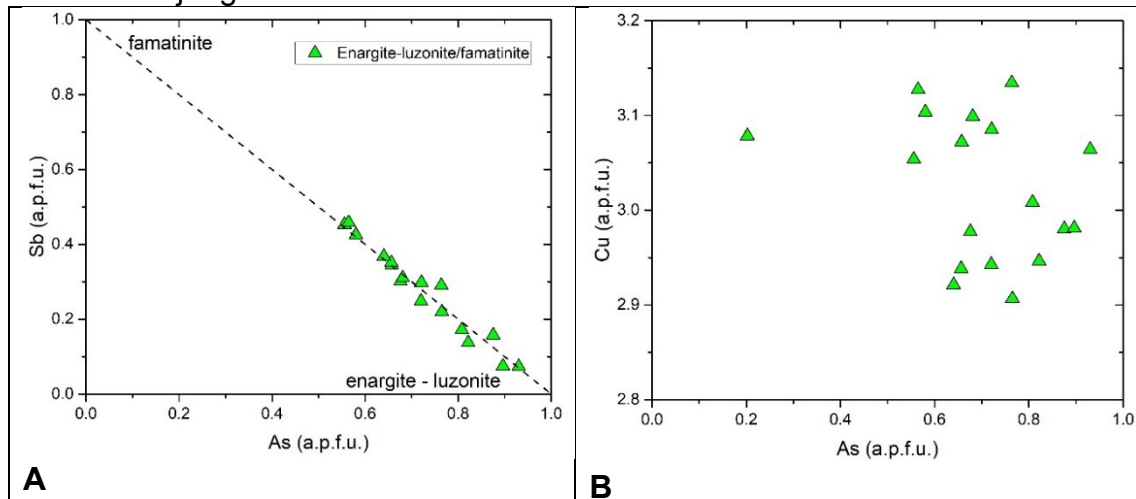 1.0
0.8
0.6
0.4
0.2
0.0
Sb (a.p.f.u.)
famatinite
Enargite-luzonite/famatinite
enargite - luzonite
0.0 0.2 0.4 0.6 0.8 1.0
As (a.p.f.u.)
A
3.2
3.1
3.0
2.9
2.8
Cu (a.p.f.u.)
0.0 0.2 0.4 0.6 0.8 1.0
As (a.p.f.u.)
B